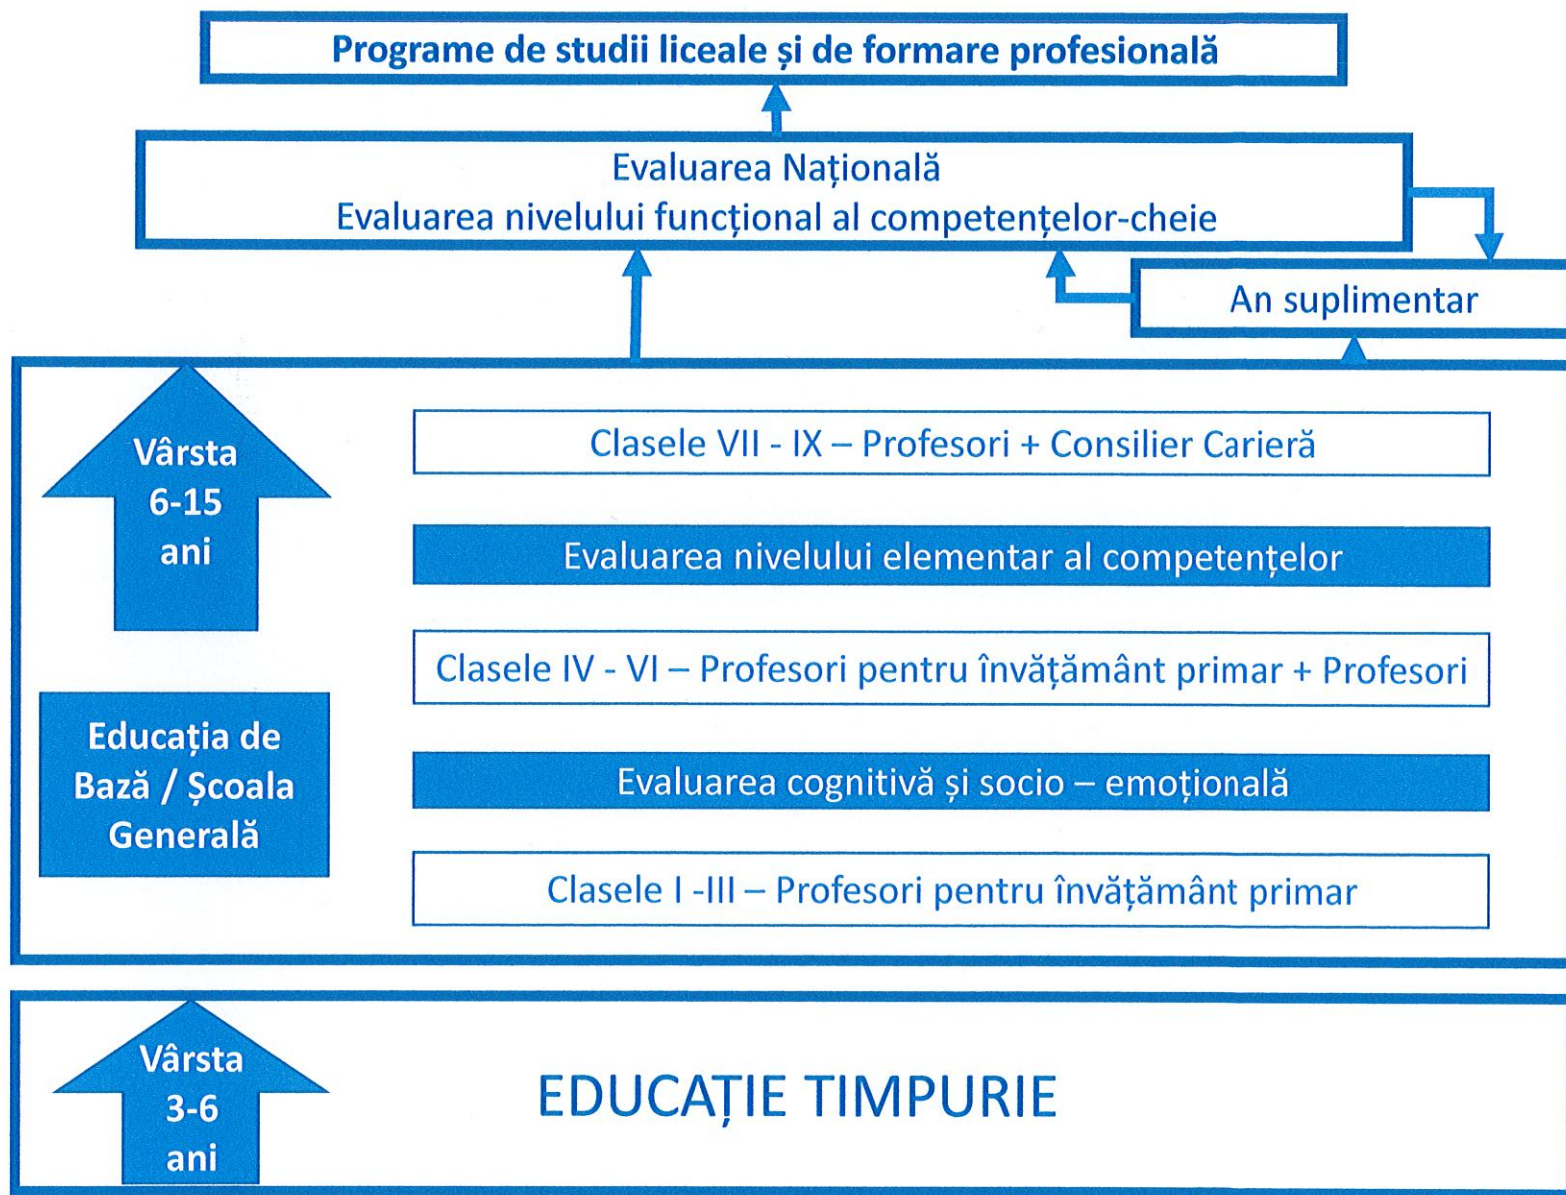 Programe de studii liceale și de formare profesională
Evaluarea Națională
Evaluarea nivelului funcțional al competențelor-cheie
An suplimentar
Vârsta
6-15
ani
Clasele VII - IX – Profesori + Consilier Carieră
Evaluarea nivelului elementar al competențelor
Clasele IV - VI – Profesori pentru învățământ primar + Profesori
Educația de
Bază / Școala
Generală
Evaluarea cognitivă și socio – emoțională
Clasele I -III – Profesori pentru învățământ primar
Vârsta
3-6
ani
EDUCAȚIE TIMPURIE